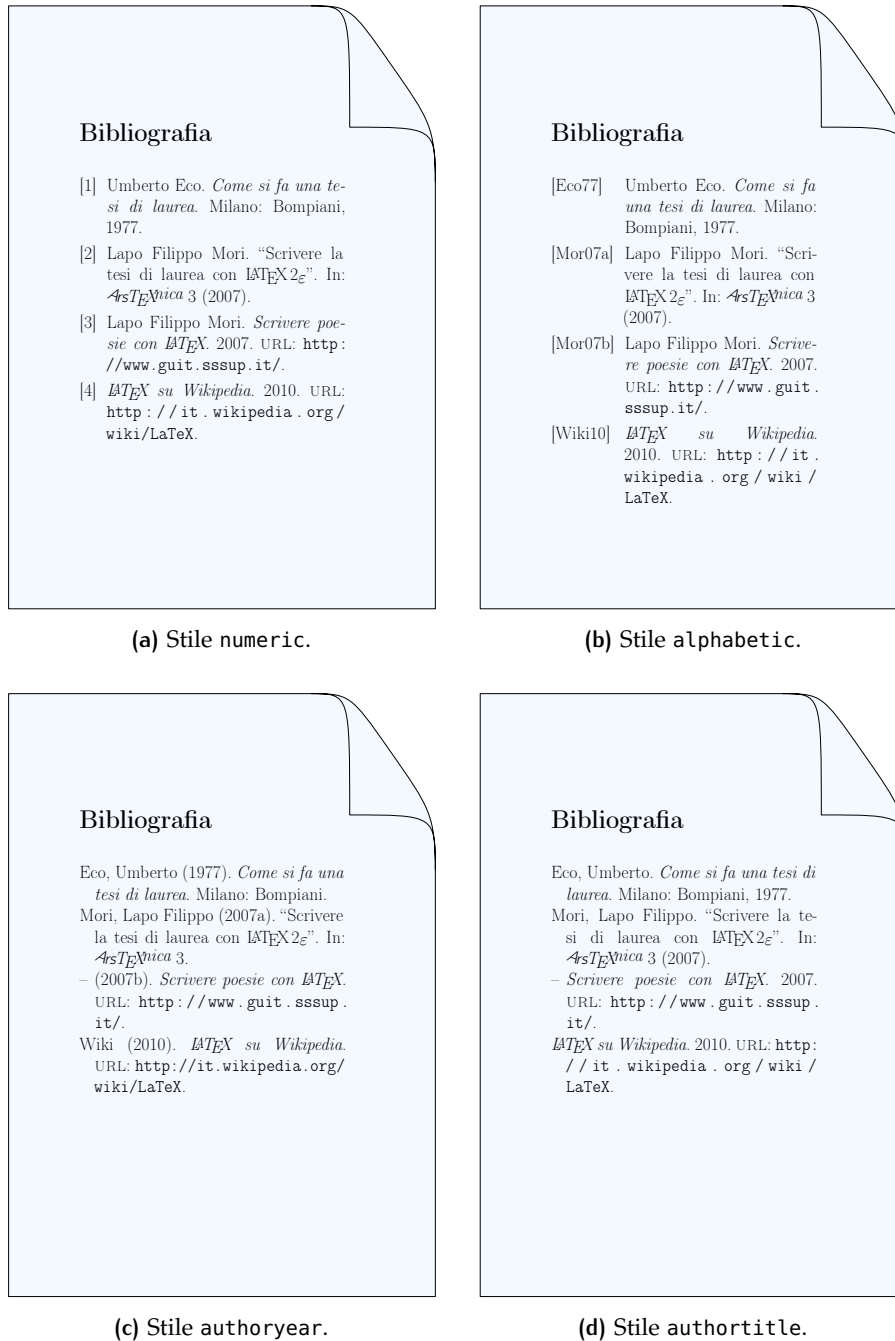 Bibliografia
[1] Umberto Eco. Come si fa una te-
si di laurea. Milano: Bompiani,
1977.
[2] Lapo Filippo Mori. “Scrivere la
tesi di laurea con LATEX 2ε”. In:
ArsTEXnica 3 (2007).
[3] Lapo Filippo Mori. Scrivere poe-
sie con LATEX. 2007. URL: http:
//www.guit.sssup.it/.
[4] LATEX su Wikipedia. 2010. URL:
http://it.wikipedia.org/
wiki/LaTeX.
(a) Stile numeric.
Bibliografia
[Eco77] Umberto Eco. Come si fa
una tesi di laurea. Milano:
Bompiani, 1977.
[Mor07a] Lapo Filippo Mori. “Scri-
vere la tesi di laurea con
LATEX 2ε”. In: ArsTEXnica 3
(2007).
[Mor07b] Lapo Filippo Mori. Scrive-
re poesie con LATEX. 2007.
URL: http://www.guit.
sssup.it/.
[Wiki10] LATEX su Wikipedia.
2010. URL: http://it.
wikipedia.org/wiki/
LaTeX.
(b) Stile alphabetic.
Bibliografia
Eco, Umberto (1977). Come si fa una
tesi di laurea. Milano: Bompiani.
Mori, Lapo Filippo (2007a). “Scrivere
la tesi di laurea con LATEX 2ε”. In:
ArsTEXnica 3.
– (2007b). Scrivere poesie con LATEX.
URL: http://www.guit.sssup.
it/.
Wiki (2010). LATEX su Wikipedia.
URL: http://it.wikipedia.org/
wiki/LaTeX.
(c) Stile authoryear.
Bibliografia
Eco, Umberto. Come si fa una tesi di
laurea. Milano: Bompiani, 1977.
Mori, Lapo Filippo. “Scrivere la te-
si di laurea con LATEX 2ε”. In:
ArsTEXnica 3 (2007).
– Scrivere poesie con LATEX. 2007.
URL: http://www.guit.sssup.
it/.
LATEX su Wikipedia. 2010. URL: http:
//it.wikipedia.org/wiki/
LaTeX.
(d) Stile authortitle.